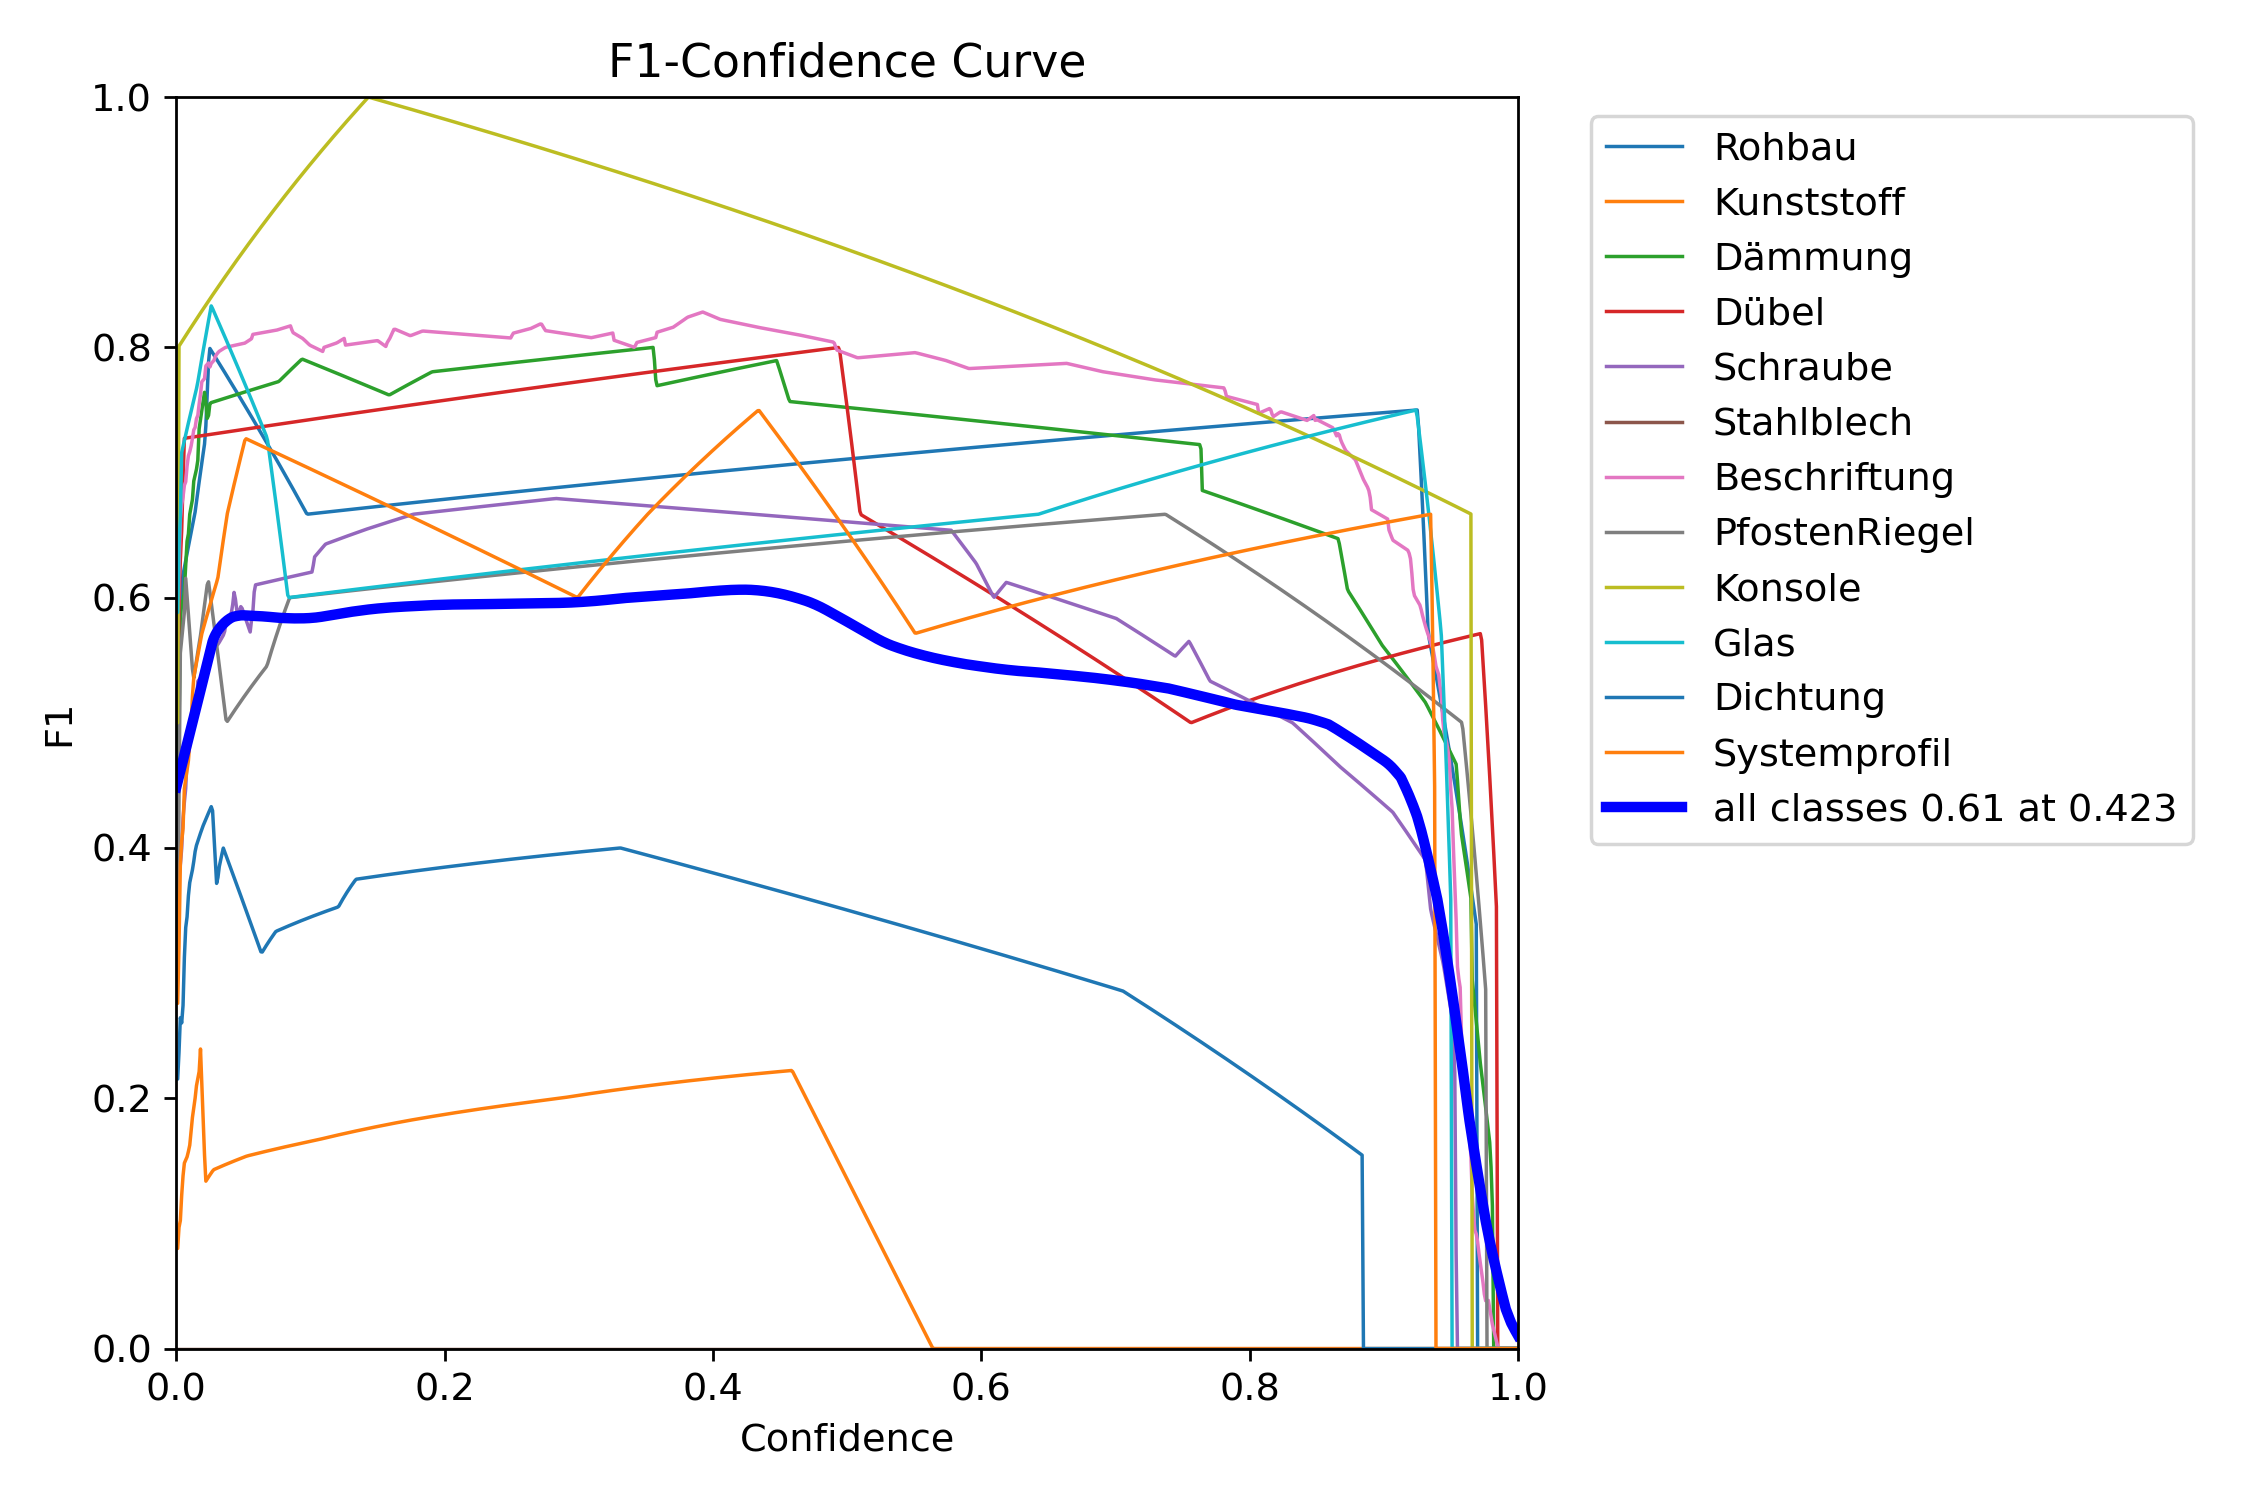 F1-Confidence Curve
1.0
0.8
0.6
0.4
0.2
0.0
F1
0.0 0.2 0.4 0.6 0.8 1.0
Confidence
Rohbau
Kunststoff
Dämmung
Dübel
Schraube
Stahlblech
Beschriftung
PfostenRiegel
Konsole
Glas
Dichtung
Systemprofil
all classes 0.61 at 0.423